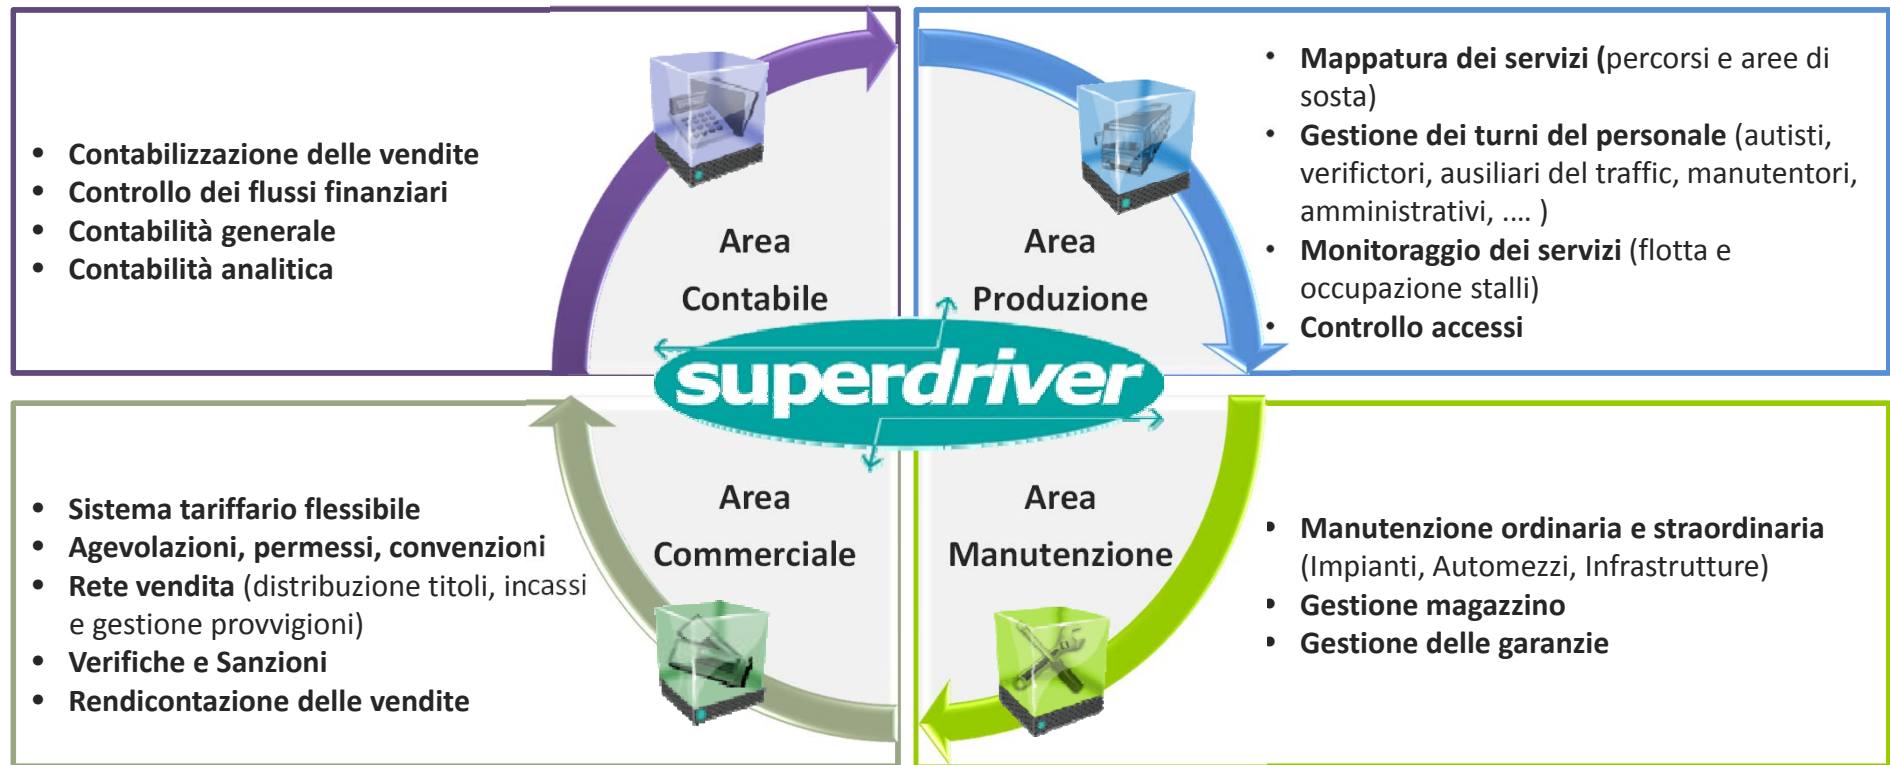 • Contabilizzazione delle vendite
• Controllo dei flussi finanziari
• Contabilità generale
• Contabilità analitica
Area
Contabile
Area
Produzione
• Mappatura dei servizi (percorsi e aree di
sosta)
• Gestione dei turni del personale (autisti,
verifictori, ausiliari del traffic, manutentori,
amministrativi, .... )
• Monitoraggio dei servizi (flotta e
occupazione stalli)
• Controllo accessi
superdriver
• Sistema tariffario flessibile
• Agevolazioni, permessi, convenzioni
• Rete vendita (distribuzione titoli, incassi
e gestione provvigioni)
• Verifiche e Sanzioni
• Rendicontazione delle vendite
Area
Commerciale
Area
Manutenzione
• Manutenzione ordinaria e straordinaria
(Impianti, Automezzi, Infrastrutture)
• Gestione magazzino
• Gestione delle garanzie